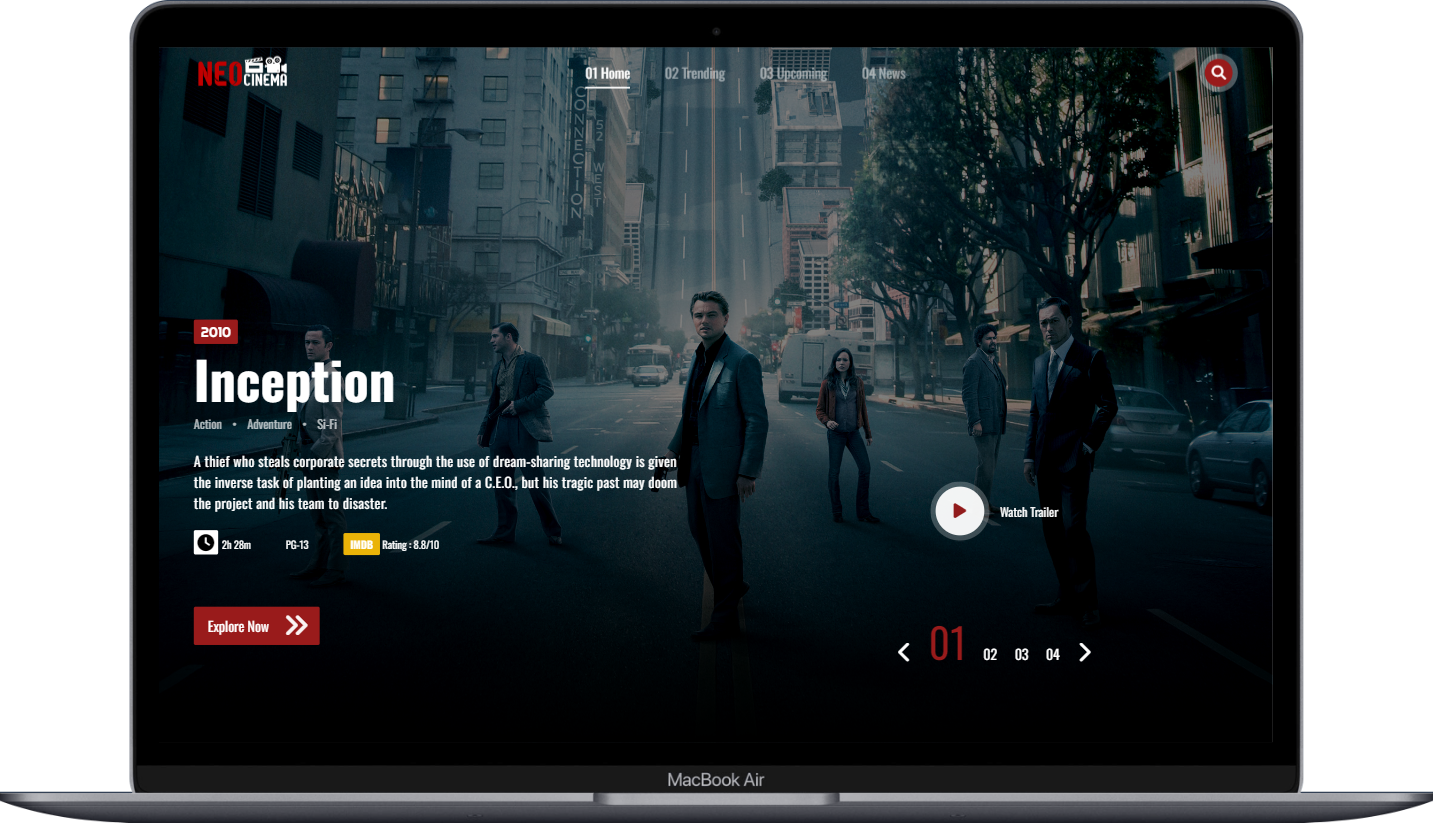 NEO CINEMA
01 Home 02 Trending 03 Upcoming 04 News
CONNECTION
52 WEST
2010
Inception
Action • Adventure • Si-Fi
A thief who steals corporate secrets through the use of dream-sharing technology is given
the inverse task of planting an idea into the mind of a C.E.O., but his tragic past may doom
the project and his team to disaster.
2h 28m PG-13 IMDB Rating : 8.8/10
Watch Trailer
Explore Now
01 02 03 04
MacBook Air